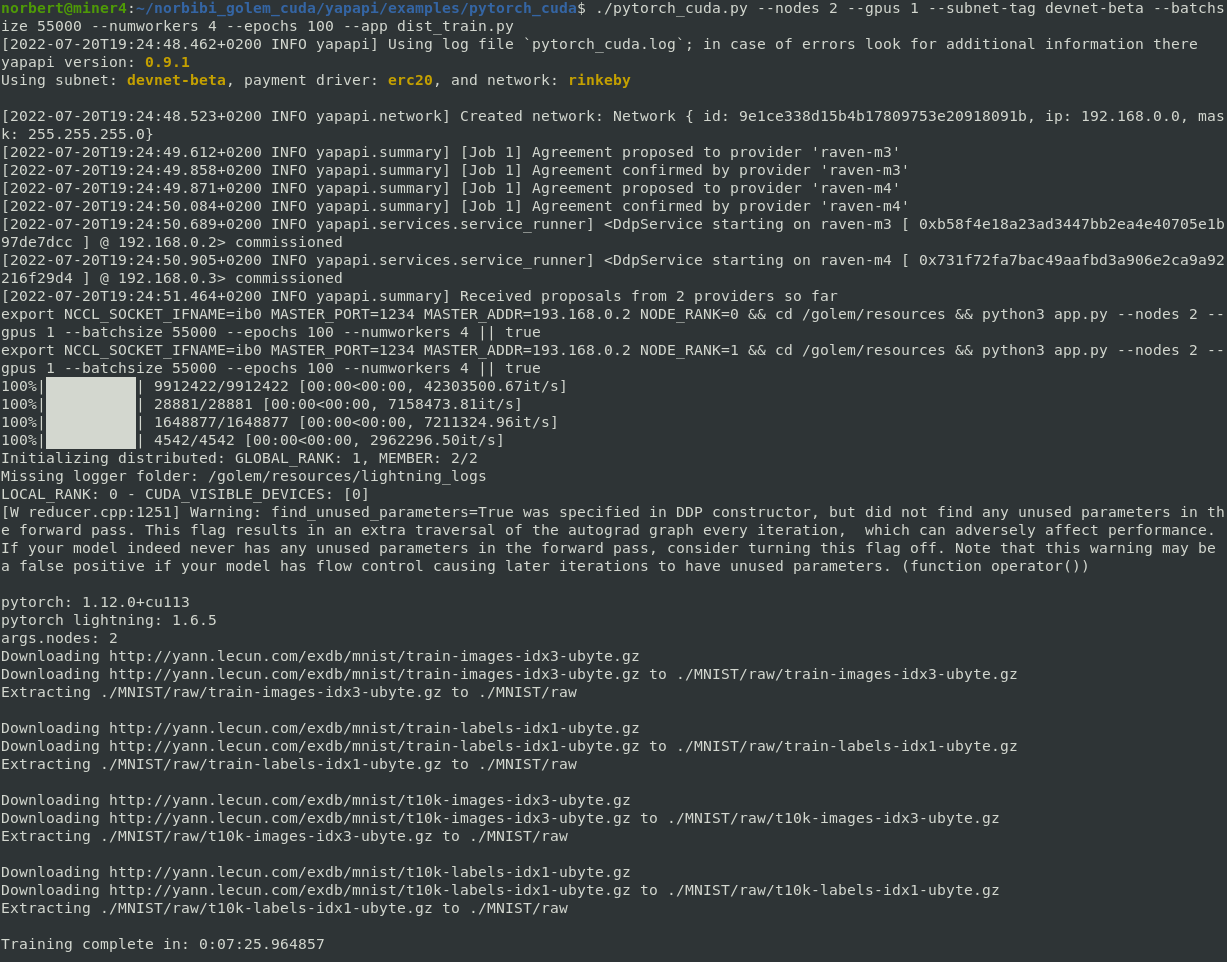 norbert@miner4:~/norbibi_golem_cuda/yapapi/examples/pytorch_cuda$ ./pytorch_cuda.py --nodes 2 --gpus 1 --subnet-tag devnet-beta --batchs
ize 55000 --numworkers 4 --epochs 100 --app dist_train.py
[2022-07-20T19:24:48.462+0200 INFO yapapi] Using log file `pytorch_cuda.log`; in case of errors look for additional information there
yapapi version: 0.9.1
Using subnet: devnet-beta, payment driver: erc20, and network: rinkeby
[2022-07-20T19:24:48.523+0200 INFO yapapi.network] Created network: Network { id: 9e1ce338d15b4b17809753e20918091b, ip: 192.168.0.0, mas
k: 255.255.255.0}
[2022-07-20T19:24:49.612+0200 INFO yapapi.summary] [Job 1] Agreement proposed to provider 'raven-m3'
[2022-07-20T19:24:49.858+0200 INFO yapapi.summary] [Job 1] Agreement confirmed by provider 'raven-m3'
[2022-07-20T19:24:49.871+0200 INFO yapapi.summary] [Job 1] Agreement proposed to provider 'raven-m4'
[2022-07-20T19:24:50.084+0200 INFO yapapi.summary] [Job 1] Agreement confirmed by provider 'raven-m4'
[2022-07-20T19:24:50.689+0200 INFO yapapi.services.service_runner] <DdpService starting on raven-m3 [ 0xb58f4e18a23ad3447bb2ea4e40705e1b
97de7dcc ] @ 192.168.0.2> commissioned
[2022-07-20T19:24:50.905+0200 INFO yapapi.services.service_runner] <DdpService starting on raven-m4 [ 0x731f72fa7bac49aafbd3a906e2ca9a92
216f29d4 ] @ 192.168.0.3> commissioned
[2022-07-20T19:24:51.464+0200 INFO yapapi.summary] Received proposals from 2 providers so far
export NCCL_SOCKET_IFNAME=ib0 MASTER_PORT=1234 MASTER_ADDR=193.168.0.2 NODE_RANK=0 && cd /golem/resources && python3 app.py --nodes 2 --
gpus 1 --batchsize 55000 --epochs 100 --numworkers 4 || true
export NCCL_SOCKET_IFNAME=ib0 MASTER_PORT=1234 MASTER_ADDR=193.168.0.2 NODE_RANK=1 && cd /golem/resources && python3 app.py --nodes 2 --
gpus 1 --batchsize 55000 --epochs 100 --numworkers 4 || true
100%|██████████| 9912422/9912422 [00:00<00:00, 42303500.67it/s]
100%|██████████| 28881/28881 [00:00<00:00, 7158473.81it/s]
100%|██████████| 1648877/1648877 [00:00<00:00, 7211324.96it/s]
100%|██████████| 4542/4542 [00:00<00:00, 2962296.50it/s]
Initializing distributed: GLOBAL_RANK: 1, MEMBER: 2/2
Missing logger folder: /golem/resources/lightning_logs
LOCAL_RANK: 0 - CUDA_VISIBLE_DEVICES: [0]
[W reducer.cpp:1251] Warning: find_unused_parameters=True was specified in DDP constructor, but did not find any unused parameters in th
e forward pass. This flag results in an extra traversal of the autograd graph every iteration,  which can adversely affect performance.
If your model indeed never has any unused parameters in the forward pass, consider turning this flag off. Note that this warning may be
a false positive if your model has flow control causing later iterations to have unused parameters. (function operator())
pytorch: 1.12.0+cu113
pytorch lightning: 1.6.5
args.nodes: 2
Downloading http://yann.lecun.com/exdb/mnist/train-images-idx3-ubyte.gz
Downloading http://yann.lecun.com/exdb/mnist/train-images-idx3-ubyte.gz to ./MNIST/raw/train-images-idx3-ubyte.gz
Extracting ./MNIST/raw/train-images-idx3-ubyte.gz to ./MNIST/raw
Downloading http://yann.lecun.com/exdb/mnist/train-labels-idx1-ubyte.gz
Downloading http://yann.lecun.com/exdb/mnist/train-labels-idx1-ubyte.gz to ./MNIST/raw/train-labels-idx1-ubyte.gz
Extracting ./MNIST/raw/train-labels-idx1-ubyte.gz to ./MNIST/raw
Downloading http://yann.lecun.com/exdb/mnist/t10k-images-idx3-ubyte.gz
Downloading http://yann.lecun.com/exdb/mnist/t10k-images-idx3-ubyte.gz to ./MNIST/raw/t10k-images-idx3-ubyte.gz
Extracting ./MNIST/raw/t10k-images-idx3-ubyte.gz to ./MNIST/raw
Downloading http://yann.lecun.com/exdb/mnist/t10k-labels-idx1-ubyte.gz
Downloading http://yann.lecun.com/exdb/mnist/t10k-labels-idx1-ubyte.gz to ./MNIST/raw/t10k-labels-idx1-ubyte.gz
Extracting ./MNIST/raw/t10k-labels-idx1-ubyte.gz to ./MNIST/raw
Training complete in: 0:07:25.964857